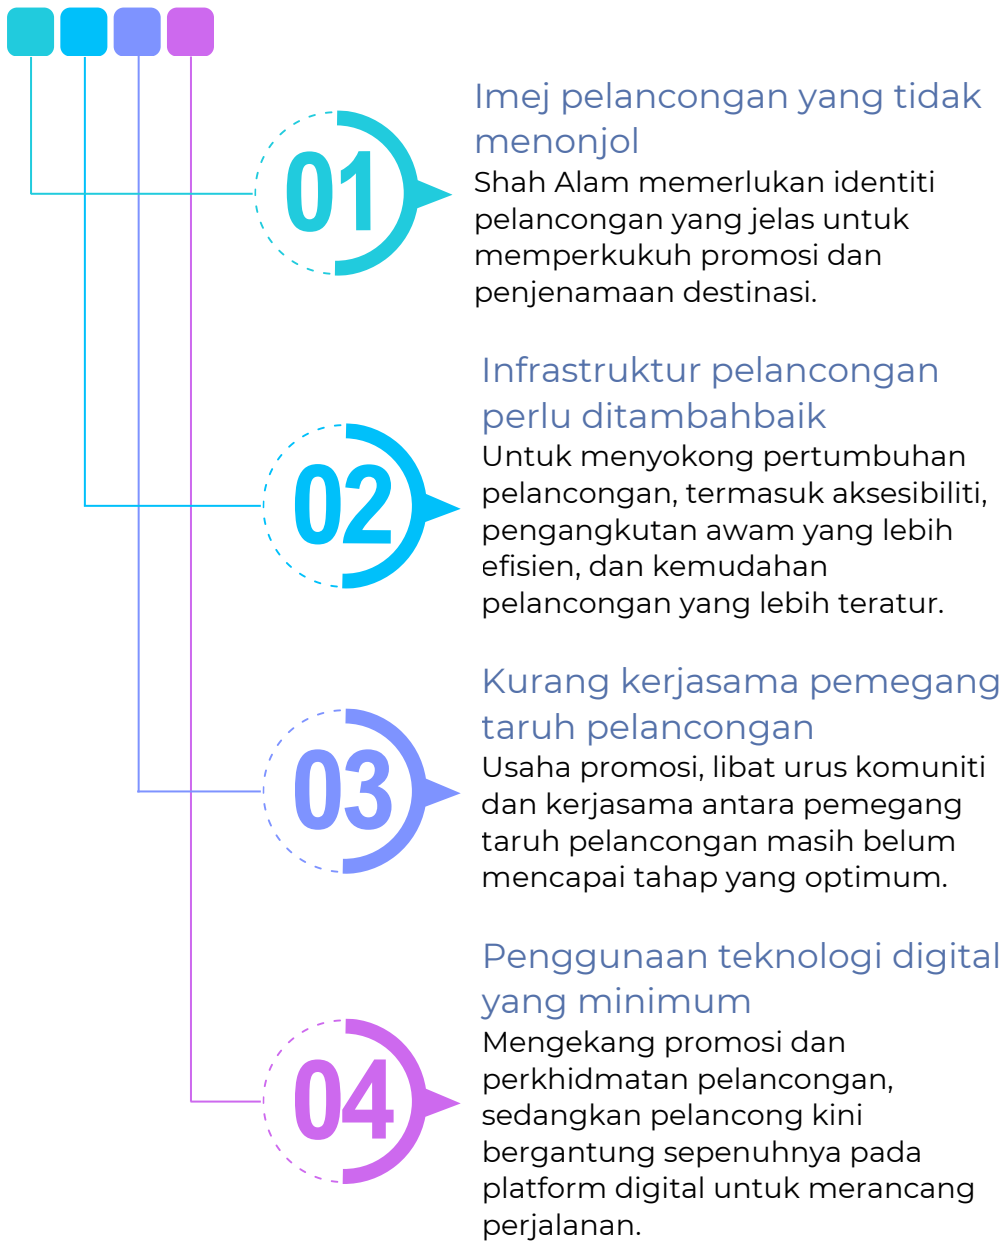 01
Imej pelancongan yang tidak
menonjol
Shah Alam memerlukan identiti
pelancongan yang jelas untuk
memperkukuh promosi dan
penjenamaan destinasi.
02
Infrastruktur pelancongan
perlu ditambahbaik
Untuk menyokong pertumbuhan
pelancongan, termasuk aksesibiliti,
pengangkutan awam yang lebih
efisien, dan kemudahan
pelancongan yang lebih teratur.
03
Kurang kerjasama pemegang
taruh pelancongan
Usaha promosi, libat urus komuniti
dan kerjasama antara pemegang
taruh pelancongan masih belum
mencapai tahap yang optimum.
04
Penggunaan teknologi digital
yang minimum
Mengekang promosi dan
perkhidmatan pelancongan,
sedangkan pelancong kini
bergantung sepenuhnya pada
platform digital untuk merancang
perjalanan.